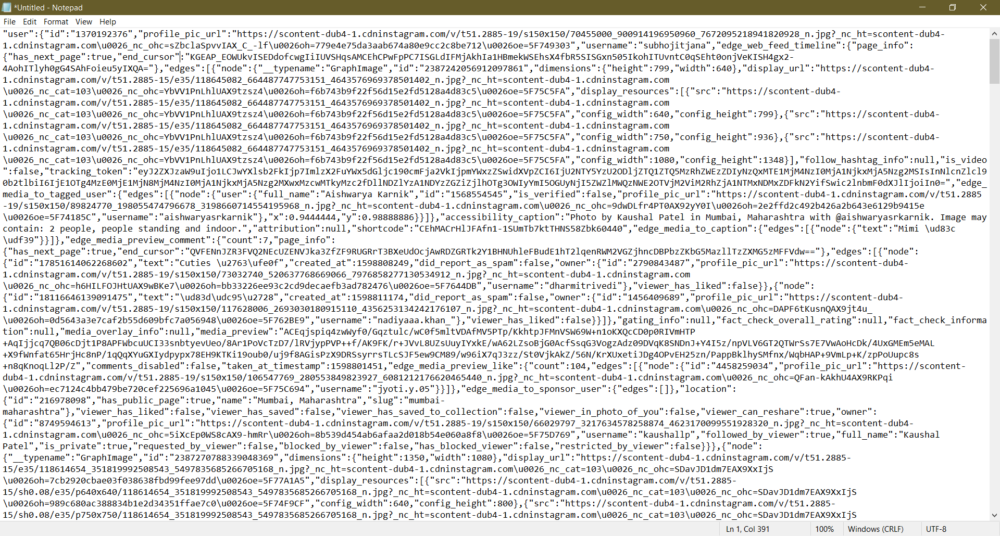 *Untitled - Notepad
File Edit Format View Help
"user":{"id":"1370192376","profile_pic_url":"https://scontent-dub4-1.cdninstagram.com/v/t51.2885-19/s150x150/70455000_900914196950960_7672095218941820928_n.jpg?_nc_ht=scontent-dub4-
1.cdninstagram.com\u0026_nc_ohc=sZbclaSpvvIAX_C_-lf\u0026oh=779e4e75da3aab674a80e9cc2c8be712\u0026oe=5F749303","username":"subhojitjana","edge_web_feed_timeline":{"page_info":
{"has_next_page":true,"end_cursor":"KGEAP_EOWUkvISEDdofcwgIiIUVSHqsAMCEhCPwFpPC7ISGLdIFMjAkhIa1HBmekWSEhsX4fbR5SISGxn505IkohITUvntC0qSEht0onjVeKISH4gx2-
4AohITlyh0gG4SAhFoieu5yIXQA="},"edges":[{"node":{"__typename":"GraphImage","id":"2387242056912097861","dimensions":{"height":799,"width":640},"display_url":"https://scontent-dub4-
1.cdninstagram.com/v/t51.2885-15/e35/118645082_664487747753151_4643576969378501402_n.jpg?_nc_ht=scontent-dub4-1.cdninstagram.com
\u0026_nc_cat=103\u0026_nc_ohc=YbVV1PnLhlUAX9tzsz4\u0026oh=f6b743b9f22f56d15e2fd5128a4d83c5\u0026oe=5F75C5FA","display_resources":[{"src":"https://scontent-dub4-
1.cdninstagram.com/v/t51.2885-15/e35/118645082_664487747753151_4643576969378501402_n.jpg?_nc_ht=scontent-dub4-1.cdninstagram.com
\u0026_nc_cat=103\u0026_nc_ohc=YbVV1PnLhlUAX9tzsz4\u0026oh=f6b743b9f22f56d15e2fd5128a4d83c5\u0026oe=5F75C5FA","config_width":640,"config_height":799},{"src":"https://scontent-dub4-
1.cdninstagram.com/v/t51.2885-15/e35/118645082_664487747753151_4643576969378501402_n.jpg?_nc_ht=scontent-dub4-1.cdninstagram.com
\u0026_nc_cat=103\u0026_nc_ohc=YbVV1PnLhlUAX9tzsz4\u0026oh=f6b743b9f22f56d15e2fd5128a4d83c5\u0026oe=5F75C5FA","config_width":750,"config_height":936},{"src":"https://scontent-dub4-
1.cdninstagram.com/v/t51.2885-15/e35/118645082_664487747753151_4643576969378501402_n.jpg?_nc_ht=scontent-dub4-1.cdninstagram.com
\u0026_nc_cat=103\u0026_nc_ohc=YbVV1PnLhlUAX9tzsz4\u0026oh=f6b743b9f22f56d15e2fd5128a4d83c5\u0026oe=5F75C5FA","config_width":1080,"config_height":1348}],"follow_hashtag_info":null,"is_video
":false,"tracking_token":"eyJ2ZXJzaW9uIjo1LCJwYXlsb2FkIjp7ImlzX2FuYWx5dGljc190cmFja2VkIjpmYWxzZSwidXVpZCI6IjU2NTY5YzU2ODljZTQ1ZTQ5MzRhZWEzZDIyNzQxMTE1MjM4NzI0MjA1NjkxMjA5Nzg2MSIsInNlcnZlcl9
0b2tlbiI6IjE1OTg4MzE0MjE1MjN8MjM4NzI0MjA1NjkxMjA5Nzg2MXwxMzcwMTkyMzc2fDllNDZlYzA1NDYzZGZiZjlhOTg3OWIyYmI5OGUyNjI5ZWZlMWQzNWE2OTVjM2ViM2RhZjA1NTMxNDMxZDFkN2YifSwic2lnbmF0dXJlIjoiIn0=","edge_
media_to_tagged_user":{"edges":[{"node":{"user":{"full_name":"Aishwarya Karnik","id":"1568554545","is_verified":false,"profile_pic_url":"https://scontent-dub4-1.cdninstagram.com/v/t51.2885
-19/s150x150/89824770_198055474796678_3198660714554195968_n.jpg?_nc_ht=scontent-dub4-1.cdninstagram.com\u0026_nc_ohc=9dwDLfr4PT0AX92yY0I\u0026oh=2e2ffd2c492b426a2b643e6129b9415e
\u0026oe=5F74185C","username":"aishwaryasrkarnik"},"x":0.9444444,"y":0.98888886}}]},"accessibility_caption":"Photo by Kaushal Patel in Mumbai, Maharashtra with @aishwaryasrkarnik. Image may
contain: 2 people, people standing and indoor.","attribution":null,"shortcode":"CEhMACrHlJFAfn1-1SUmTb7ktTHNS58Zbk60440","edge_media_to_caption":{"edges":[{"node":{"text":"Mimi \ud83c
\udf39"}}]},"edge_media_preview_comment":{"count":7,"page_info":
{"has_next_page":true,"end_cursor":"QVFENnJZR3FVQ2NEcUZENVJka3ZfZF9RUGRrT3BXeUdOcjAwRDZGRTk2Y1BHNUhleFBudE1hT2lqenRWM2VGZjhncDBPbzZKbG5MazllTzZXMG5zMFFVdw=="},"edges":[{"node":
{"id":"17851614062268602","text":"Cuties \u2763\ufe0f","created_at":1598808249,"did_report_as_spam":false,"owner":{"id":"2790843487","profile_pic_url":"https://scontent-dub4-
1.cdninstagram.com/v/t51.2885-19/s150x150/73032740_520637768669066_7976858277130534912_n.jpg?_nc_ht=scontent-dub4-1.cdninstagram.com
\u0026_nc_ohc=h6HILFOJHtUAX9wBKe7\u0026oh=bb33226ee93c2cd9decaefb3ad782476\u0026oe=5F7644DB","username":"dharmitrivedi"},"viewer_has_liked":false}},{"node":
{"id":"18116646139091475","text":"\ud83d\udc95\u2728","created_at":1598811174,"did_report_as_spam":false,"owner":{"id":"1456409689","profile_pic_url":"https://scontent-dub4-
1.cdninstagram.com/v/t51.2885-19/s150x150/117628006_2693030180915110_4356253134242176107_n.jpg?_nc_ht=scontent-dub4-1.cdninstagram.com\u0026_nc_ohc=DAPF6tKusnQAX9jt4u_
\u0026oh=0d5643a3e7caf2b55d609bfc7a056948\u0026oe=5F762BE9","username":"nadiyaaa.khan_"},"viewer_has_liked":false}}]},"gating_info":null,"fact_check_overall_rating":null,"fact_check_informa
tion":null,"media_overlay_info":null,"media_preview":"ACEqjspiq4zwWyf0/Gqztulc/wC0f5mltVDAfMV5PTp/KkhtpJFMnVSW69W+n1oKXQcCD0p0RIVmHTP
+AqIjjcq7QB06cDjt1P8APFWbcuUCI33snbtyevUeo/8Ar1PoVcTzD7/lRVjypPVP++f/AK9FK/r+JVvL8UZsUuyIYxkE/wA62LZsoBjG0AcfSsqG3VogzAdz09DVqK8SNDnJ+Y4I5z/npVLV6GT2QTWrSs7E7VwAoHcDk/4UxGMEm5eMAL
+X9fWnfat65HrjHc8nP/1qQqXYuGXIydpypx78EH9KTKi19oub0/uj9f8AGisPzX9DRSsyrrsTLcSJF5ew9CM89/w96iX7qJ3zz/St0VjkAkZ/56N/KrXUxetiJDg4OPvEH25zn/PappBklhySMfnx/WqbHAP+9VmLp+K/zpPoUupc8s
+n8qKnoqLl2P/Z","comments_disabled":false,"taken_at_timestamp":1598801451,"edge_media_preview_like":{"count":104,"edges":[{"node":{"id":"4458259034","profile_pic_url":"https://scontent-
dub4-1.cdninstagram.com/v/t51.2885-19/s150x150/106547769_280553849823927_6081212176620465440_n.jpg?_nc_ht=scontent-dub4-1.cdninstagram.com\u0026_nc_ohc=QFan-kAkhU4AX9RKPqi
\u0026oh=ec7124c4bb479be720cef225696a1045\u0026oe=5F75C694","username":"jyoti.y.05"}}]},"edge_media_to_sponsor_user":{"edges":[]},"location":
{"id":"216978098","has_public_page":true,"name":"Mumbai, Maharashtra","slug":"mumbai-
maharashtra"},"viewer_has_liked":false,"viewer_has_saved":false,"viewer_has_saved_to_collection":false,"viewer_in_photo_of_you":false,"viewer_can_reshare":true,"owner":
{"id":"8749594613","profile_pic_url":"https://scontent-dub4-1.cdninstagram.com/v/t51.2885-19/s150x150/66029797_3217634578258874_4623170099551928320_n.jpg?_nc_ht=scontent-dub4-
1.cdninstagram.com\u0026_nc_ohc=5iXcEp0WS8cAX9-hmRr\u0026oh=8b539d454ab6afaa2d018b54e060a8f8\u0026oe=5F75D769","username":"kaushallp","followed_by_viewer":true,"full_name":"Kaushal
Patel","is_private":true,"requested_by_viewer":false,"blocked_by_viewer":false,"has_blocked_viewer":false,"restricted_by_viewer":false}}},{"node":
{"__typename":"GraphImage","id":"2387270788339048369","dimensions":{"height":1350,"width":1080},"display_url":"https://scontent-dub4-1.cdninstagram.com/v/t51.2885-
15/e35/118614654_351819992508543_5497835685266705168_n.jpg?_nc_ht=scontent-dub4-1.cdninstagram.com\u0026_nc_cat=103\u0026_nc_ohc=SDavJD1dm7EAX9XxIjS
\u0026oh=7cb2920cbae03f038638fbd99fee97dd\u0026oe=5F77A1A5","display_resources":[{"src":"https://scontent-dub4-1.cdninstagram.com/v/t51.2885-
15/sh0.08/e35/p640x640/118614654_351819992508543_5497835685266705168_n.jpg?_nc_ht=scontent-dub4-1.cdninstagram.com\u0026_nc_cat=103\u0026_nc_ohc=SDavJD1dm7EAX9XxIjS
\u0026oh=989c680ac388834b1e2d34351ffae7c0\u0026oe=5F74F9CF","config_width":640,"config_height":800},{"src":"https://scontent-dub4-1.cdninstagram.com/v/t51.2885-
15/sh0.08/e35/p750x750/118614654_351819992508543_5497835685266705168_n.jpg?_nc_ht=scontent-dub4-1.cdninstagram.com\u0026_nc_cat=103\u0026_nc_ohc=SDavJD1dm7EAX9XxIjS
Ln 1, Col 391 100% Windows (CRLF) UTF-8